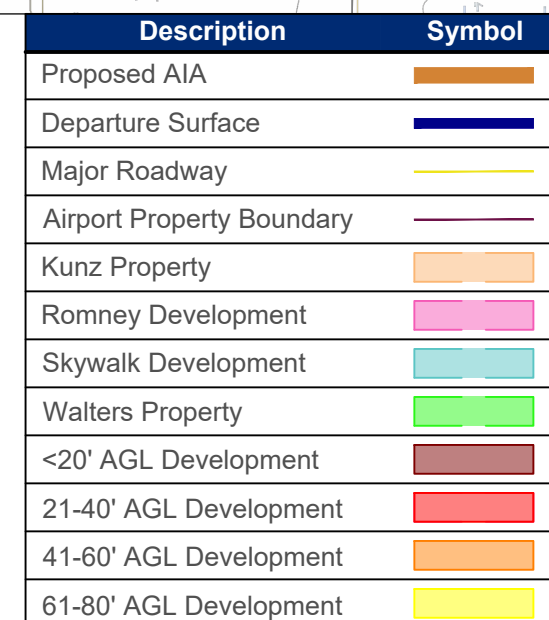 Description Symbol
Proposed AIA
Departure Surface
Major Roadway
Airport Property Boundary
Kunz Property
Romney Development
Skywalk Development
Walters Property
<20' AGL Development
21-40' AGL Development
41-60' AGL Development
61-80' AGL Development